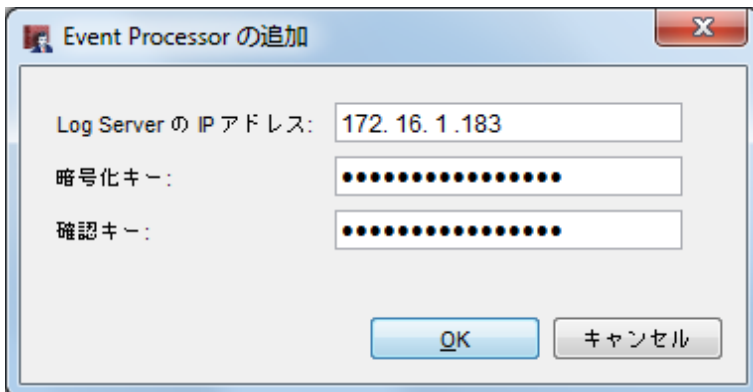 Event Processor の追加
Log Server の IP アドレス: 172. 16. 1 .183
暗号化キー: ●●●●●●●●●●●●●●●●
確認キー: ●●●●●●●●●●●●●●●●
OK キャンセル